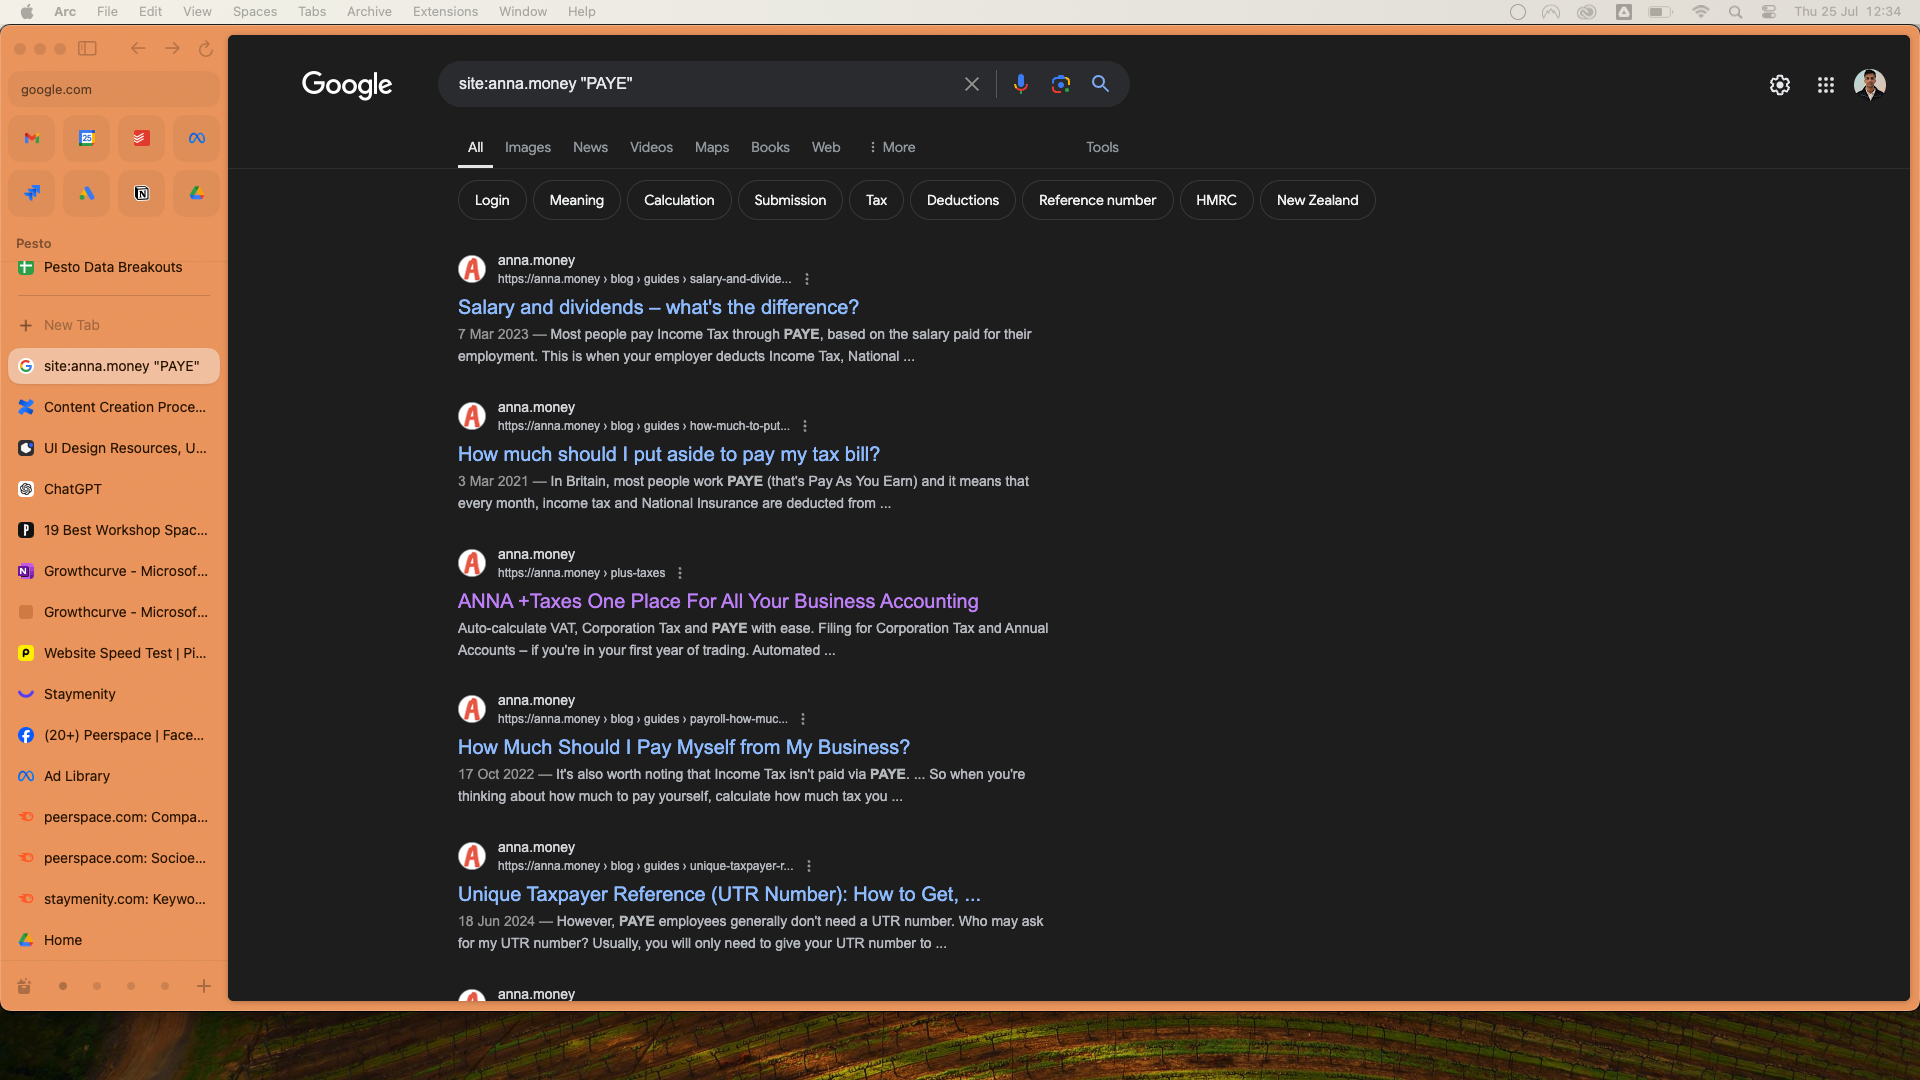 Arc File Edit View Spaces Tabs Archive Extensions Window Help Thu 25 Jul 12:34
google.com
25
Pesto
Pesto Data Breakouts
New Tab
site:anna.money "PAYE"
Content Creation Proce...
UI Design Resources, U...
ChatGPT
19 Best Workshop Spac...
Growthcurve - Microsof...
Growthcurve - Microsof...
Website Speed Test | Pi...
Staymenity
(20+) Peerspace | Face...
Ad Library
peerspace.com: Compa...
peerspace.com: Socioe...
staymenity.com: Keywo...
Home
Google
site:anna.money "PAYE"
All Images News Videos Maps Books Web More Tools
Login Meaning Calculation Submission Tax Deductions Reference number HMRC New Zealand
anna.money
https://anna.money › blog › guides › salary-and-divide...
Salary and dividends – what's the difference?
7 Mar 2023 — Most people pay Income Tax through PAYE, based on the salary paid for their
employment. This is when your employer deducts Income Tax, National ...
anna.money
https://anna.money › blog › guides › how-much-to-put...
How much should I put aside to pay my tax bill?
3 Mar 2021 — In Britain, most people work PAYE (that's Pay As You Earn) and it means that
every month, income tax and National Insurance are deducted from ...
anna.money
https://anna.money › plus-taxes
ANNA +Taxes One Place For All Your Business Accounting
Auto-calculate VAT, Corporation Tax and PAYE with ease. Filing for Corporation Tax and Annual
Accounts – if you're in your first year of trading. Automated ...
anna.money
https://anna.money › blog › guides › payroll-how-muc...
How Much Should I Pay Myself from My Business?
17 Oct 2022 — It's also worth noting that Income Tax isn't paid via PAYE. ... So when you're
thinking about how much to pay yourself, calculate how much tax you ...
anna.money
https://anna.money › blog › guides › unique-taxpayer-r...
Unique Taxpayer Reference (UTR Number): How to Get, ...
18 Jun 2024 — However, PAYE employees generally don't need a UTR number. Who may ask
for my UTR number? Usually, you will only need to give your UTR number to ...
anna.money